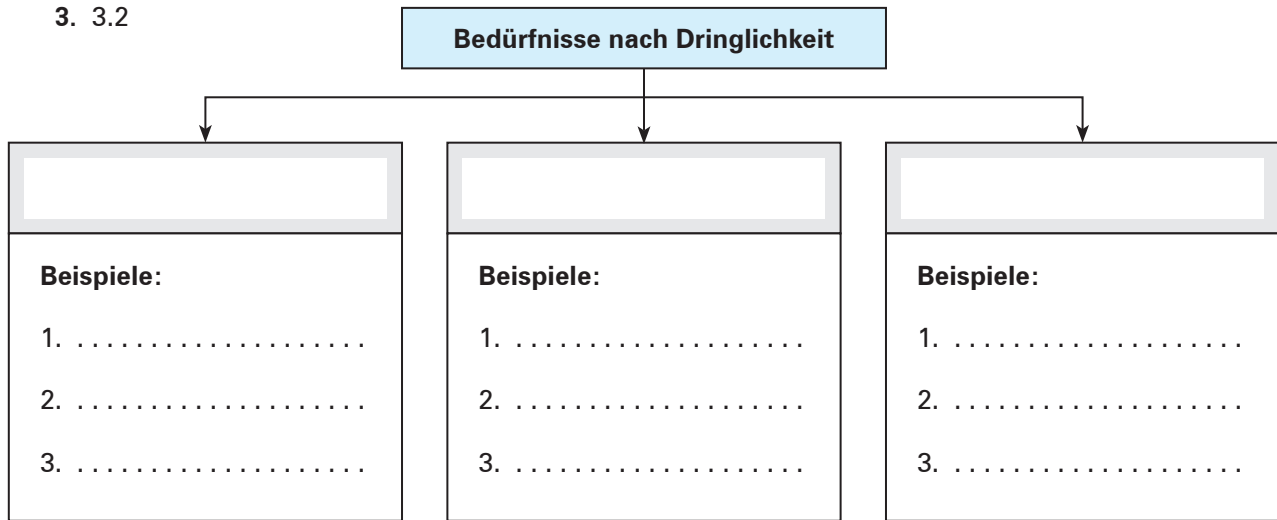 3. 3.2
Bedürfnisse nach Dringlichkeit
Beispiele:
1. . . . . . . . . . . . . . . . . . . . .
2. . . . . . . . . . . . . . . . . . . . .
3. . . . . . . . . . . . . . . . . . . . .
Beispiele:
1. . . . . . . . . . . . . . . . . . . . .
2. . . . . . . . . . . . . . . . . . . . .
3. . . . . . . . . . . . . . . . . . . . .
Beispiele:
1. . . . . . . . . . . . . . . . . . . . .
2. . . . . . . . . . . . . . . . . . . . .
3. . . . . . . . . . . . . . . . . . . . .